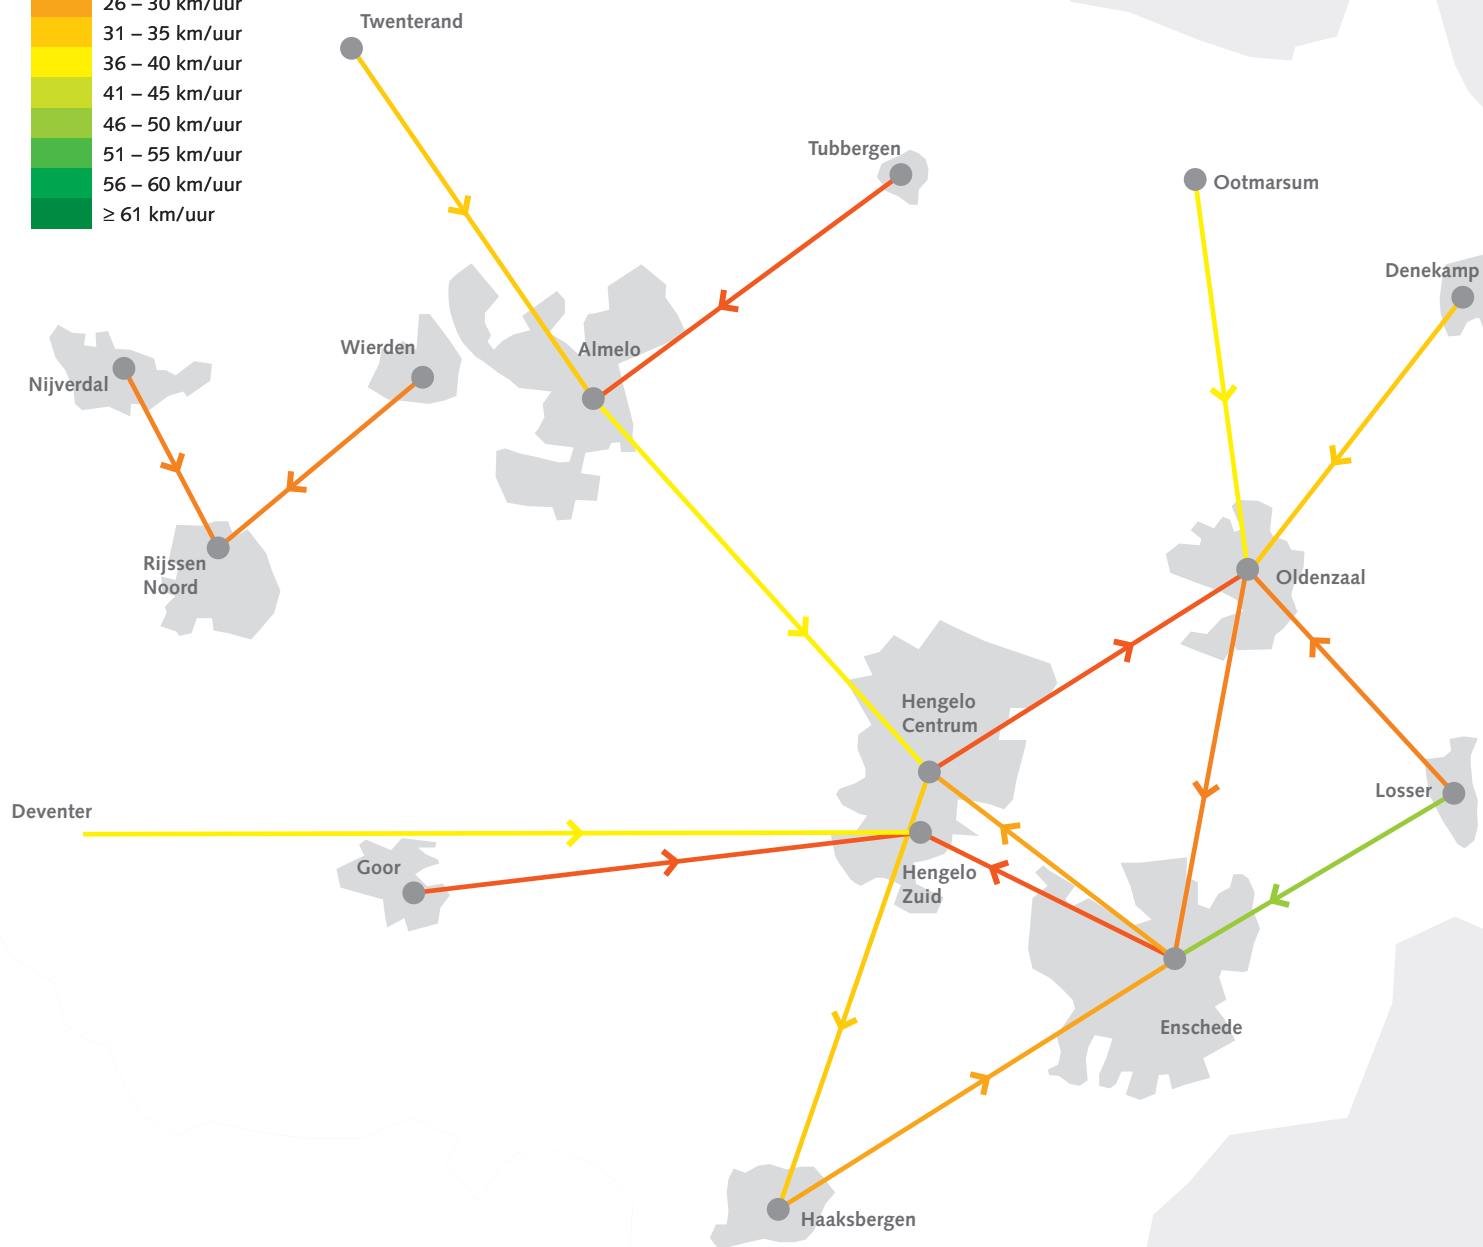 26 – 30 km/uur
31 – 35 km/uur
36 – 40 km/uur
41 – 45 km/uur
46 – 50 km/uur
51 – 55 km/uur
56 – 60 km/uur
≥ 61 km/uur
Twenterand
Tubbergen
Ootmarsum
Denekamp
Wierden
Almelo
Nijverdal
Rijssen
Noord
Oldenzaal
Hengelo
Centrum
Losser
Deventer
Goor
Hengelo
Zuid
Enschede
Haaksbergen